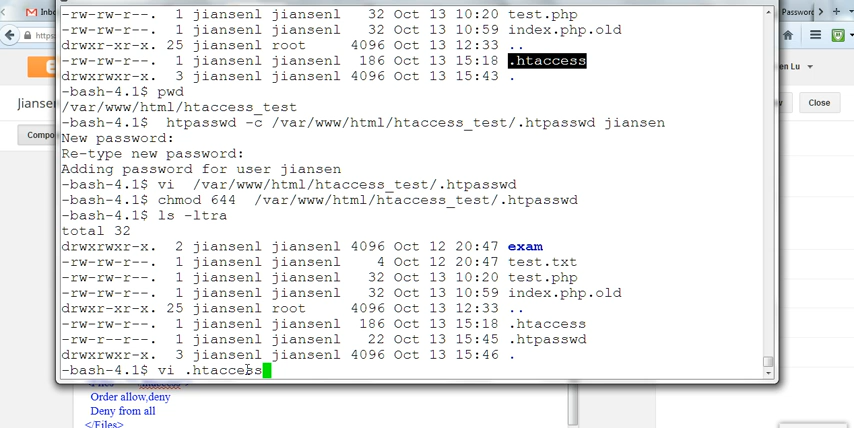 -rw-rw-r--. 1 jiansenl jiansenl 32 Oct 13 10:20 test.php
-rw-rw-r--. 1 jiansenl jiansenl 32 Oct 13 10:59 index.php.old
drwxr-xr-x. 25 jiansenl root 4096 Oct 13 12:33 ..
-rw-rw-r--. 1 jiansenl jiansenl 186 Oct 13 15:18 .htaccess
drwxrwxr-x. 3 jiansenl jiansenl 4096 Oct 13 15:43 .
-bash-4.1$ pwd
/var/www/html/htaccess_test
-bash-4.1$ htpasswd -c /var/www/html/htaccess_test/.htpasswd jiansen
New password:
Re-type new password:
Adding password for user jiansen
-bash-4.1$ vi /var/www/html/htaccess_test/.htpasswd
-bash-4.1$ chmod 644 /var/www/html/htaccess_test/.htpasswd
-bash-4.1$ ls -ltra
total 32
drwxrwxr-x. 2 jiansenl jiansenl 4096 Oct 12 20:47 exam
-rw-rw-r--. 1 jiansenl jiansenl 4 Oct 12 20:47 test.txt
-rw-rw-r--. 1 jiansenl jiansenl 32 Oct 13 10:20 test.php
-rw-rw-r--. 1 jiansenl jiansenl 32 Oct 13 10:59 index.php.old
drwxr-xr-x. 25 jiansenl root 4096 Oct 13 12:33 ..
-rw-rw-r--. 1 jiansenl jiansenl 186 Oct 13 15:18 .htaccess
-rw-r--r--. 1 jiansenl jiansenl 22 Oct 13 15:45 .htpasswd
drwxrwxr-x. 3 jiansenl jiansenl 4096 Oct 13 15:46 .
-bash-4.1$ vi .htaccess
Order allow,deny
Deny from all
</Files>
Inbo
https
Jiansen
Compo
Password
en Lu
Close